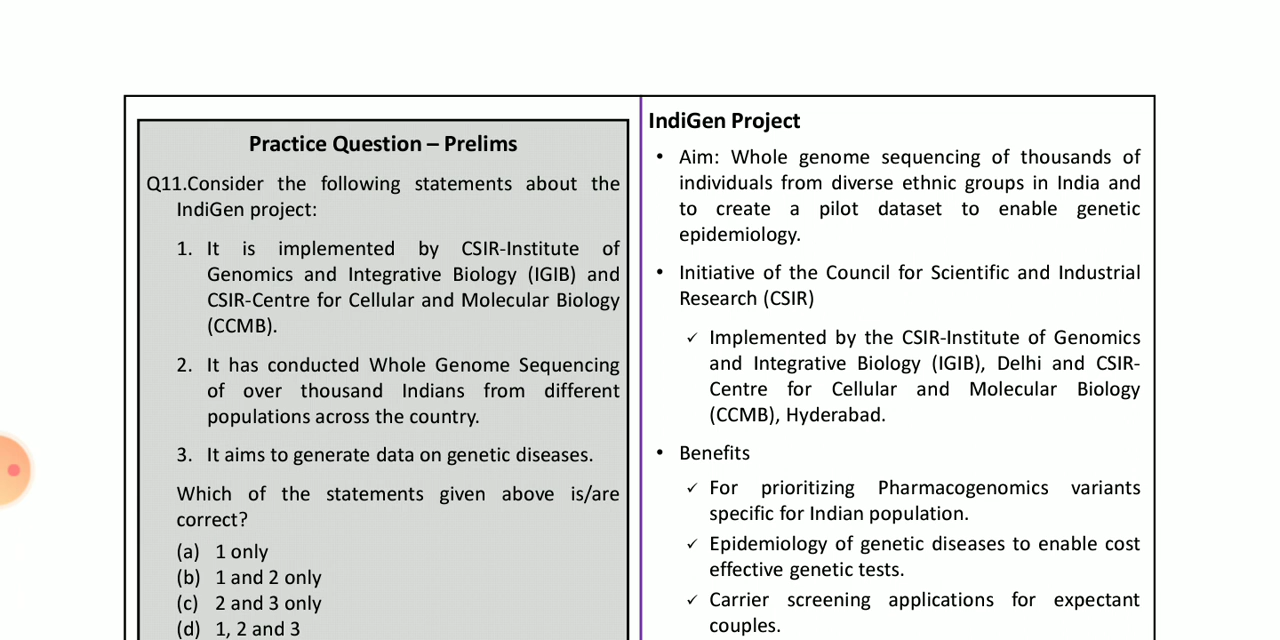 Practice Question – Prelims
Q11.Consider the following statements about the
IndiGen project:
1. It is implemented by CSIR-Institute of
Genomics and Integrative Biology (IGIB) and
CSIR-Centre for Cellular and Molecular Biology
(CCMB).
2. It has conducted Whole Genome Sequencing
of over thousand Indians from different
populations across the country.
3. It aims to generate data on genetic diseases.
Which of the statements given above is/are
correct?
(a) 1 only
(b) 1 and 2 only
(c) 2 and 3 only
(d) 1, 2 and 3
IndiGen Project
• Aim: Whole genome sequencing of thousands of
individuals from diverse ethnic groups in India and
to create a pilot dataset to enable genetic
epidemiology.
• Initiative of the Council for Scientific and Industrial
Research (CSIR)
✓ Implemented by the CSIR-Institute of Genomics
and Integrative Biology (IGIB), Delhi and CSIR-
Centre for Cellular and Molecular Biology
(CCMB), Hyderabad.
• Benefits
✓ For prioritizing Pharmacogenomics variants
specific for Indian population.
✓ Epidemiology of genetic diseases to enable cost
effective genetic tests.
✓ Carrier screening applications for expectant
couples.